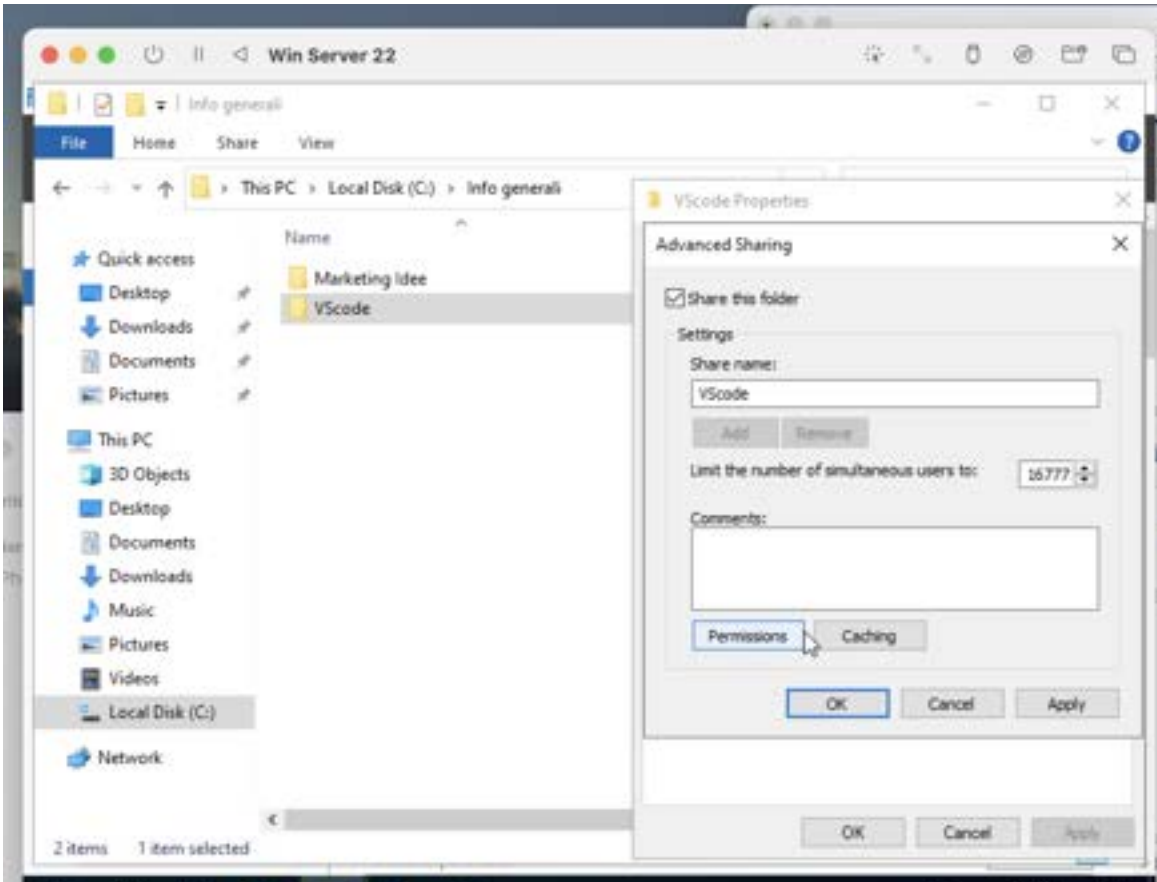 Win Server 22
Info generali
File Home Share View
This PC > Local Disk (C:) > Info generali
VScode Properties
Advanced Sharing
Name
Quick access
Desktop
Downloads
Documents
Pictures
This PC
3D Objects
Desktop
Documents
Downloads
Music
Pictures
Videos
Local Disk (C:)
Network
Marketing Idee
VScode
Share this folder
Settings
Share name:
VScode
Add Remove
Limit the number of simultaneous users to: 16777
Comments:
Permissions Caching
OK Cancel Apply
OK Cancel Apply
2 items 1 item selected